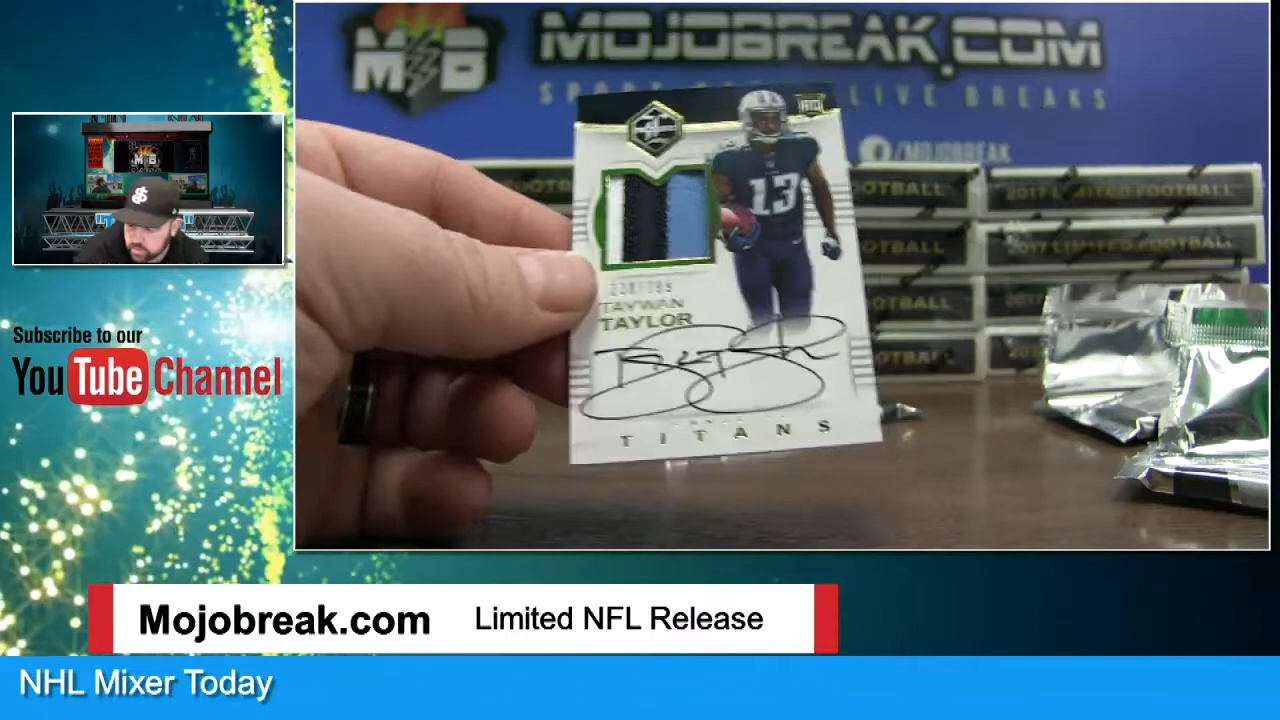 MB
MOJOBREAK.COM
LIVE BREAKS
/MOJOBREAK
Subscribe to our
YouTube Channel
13
TAYWAN
TAYLOR
TITANS
FOOTBALL
2017 LIMITED FOOTBALL
2017 LIMITED FOOTBALL
FOOTBALL
FOOTBALL
Mojobreak.com Limited NFL Release
NHL Mixer Today